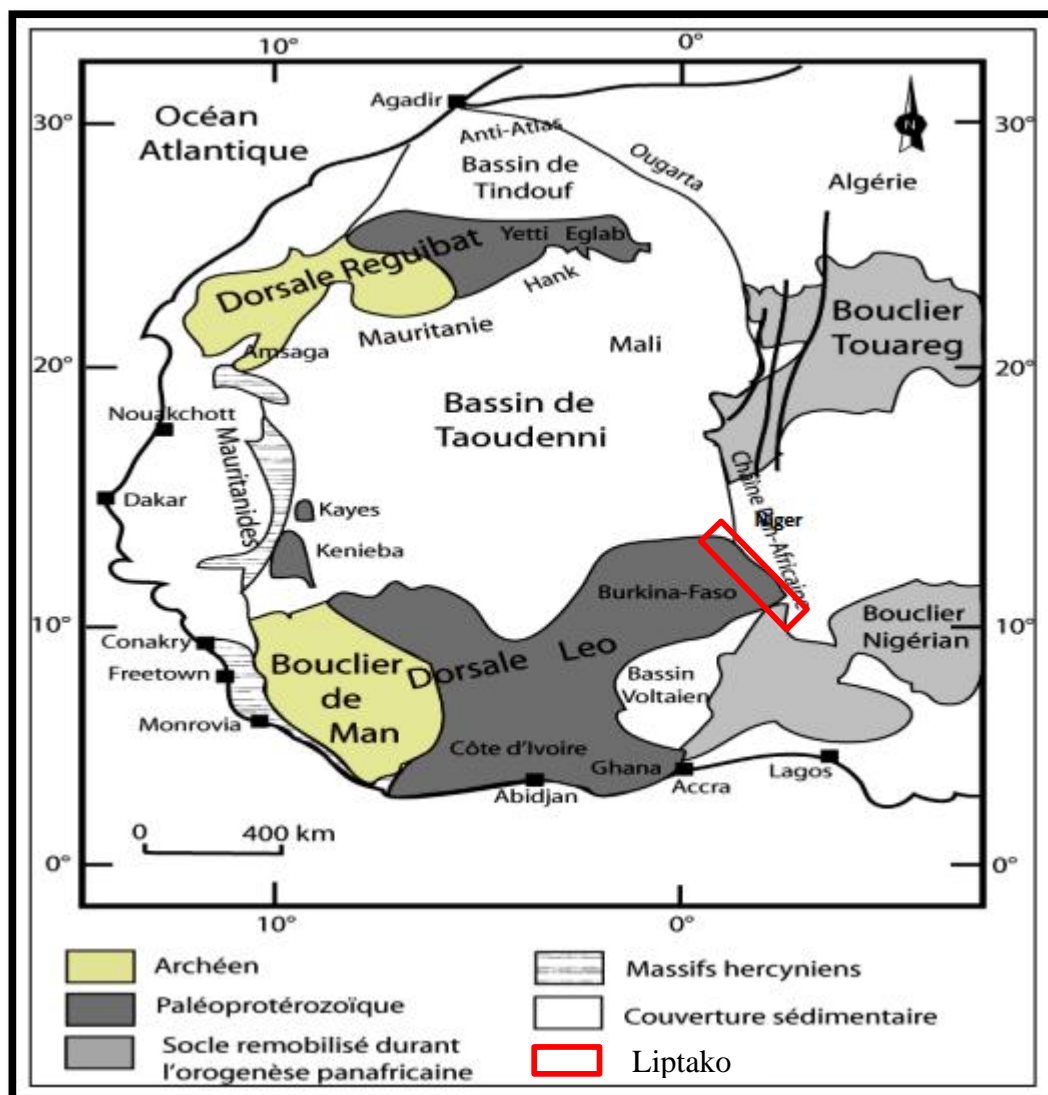 10°
0°
Océan
Atlantique
Agadir
30°
30°
Anti-Atlas
Bassin de
Tindouf
Ougarta
Algérie
N
Dorsale Reguibat
Yetti Eglab
Hank
Mauritanie
Amsaga
Mali
Bouclier
Touareg
20°
20°
Nouakchott
Bassin de
Taoudenni
Mauritanides
Dakar
Kayes
Kenieba
Chaîne Pan-Africaine
Niger
Burkina-Faso
10°
10°
Conakry
Freetown
Monrovia
Bouclier
de
Man
Dorsale Leo
Bassin
Voltaien
Bouclier
Nigérian
Côte d'Ivoire
Ghana
Abidjan
Accra
Lagos
0 400 km
0°
0°
10°
0°
Archéen
Paléoprotérozoïque
Socle remobilisé durant
l'orogenèse panafricaine
Massifs hercyniens
Couverture sédimentaire
Liptako